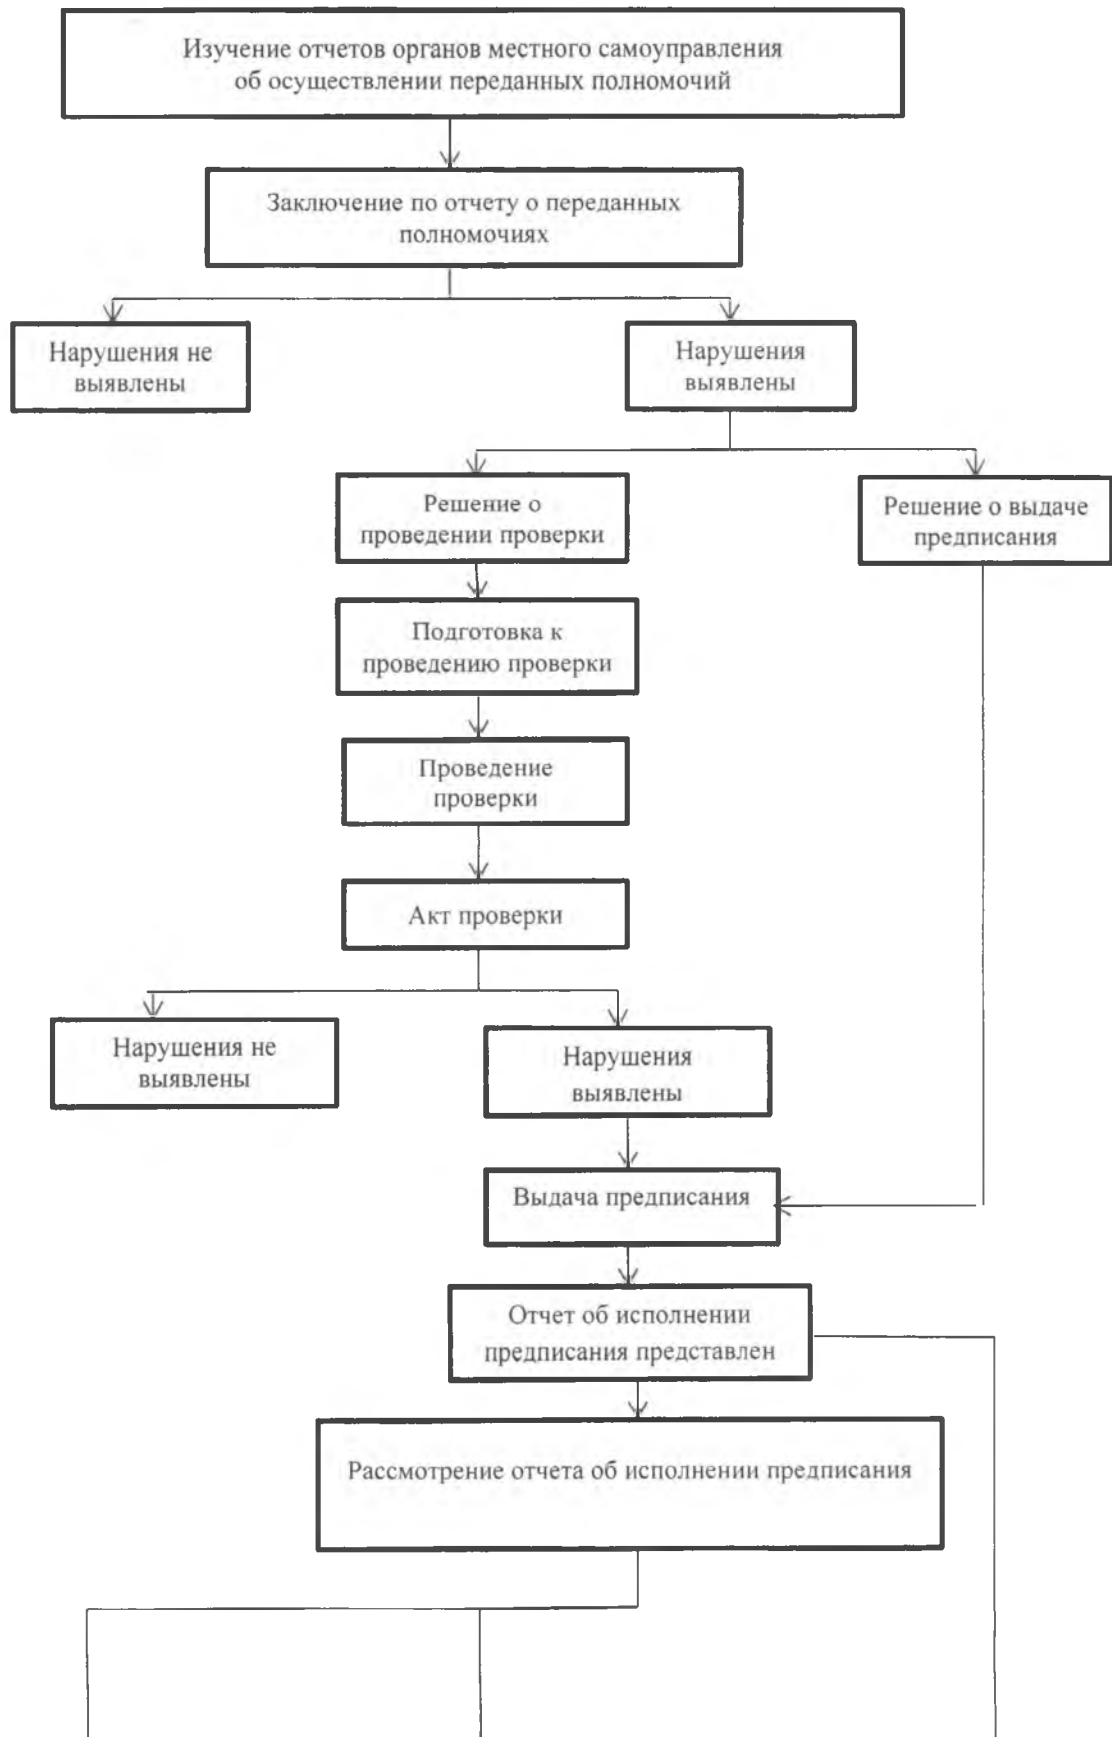 Изучение отчетов органов местного самоуправления
об осуществлении переданных полномочий
Заключение по отчету о переданных
полномочиях
Нарушения не
выявлены
Нарушения
выявлены
Решение о
проведении проверки
Решение о выдаче
предписания
Подготовка к
проведению проверки
Проведение
проверки
Акт проверки
Нарушения не
выявлены
Нарушения
выявлены
Выдача предписания
Отчет об исполнении
предписания представлен
Рассмотрение отчета об исполнении предписания